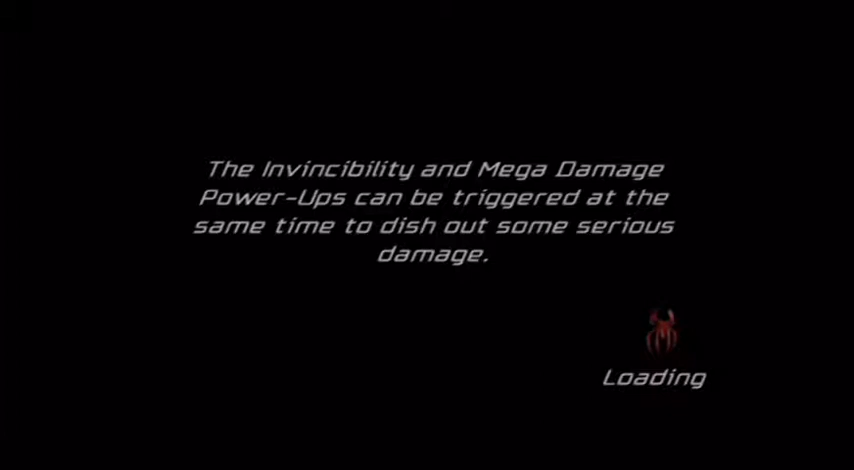 The Invincibility and Mega Damage
Power-Ups can be triggered at the
same time to dish out some serious
damage.
Loading